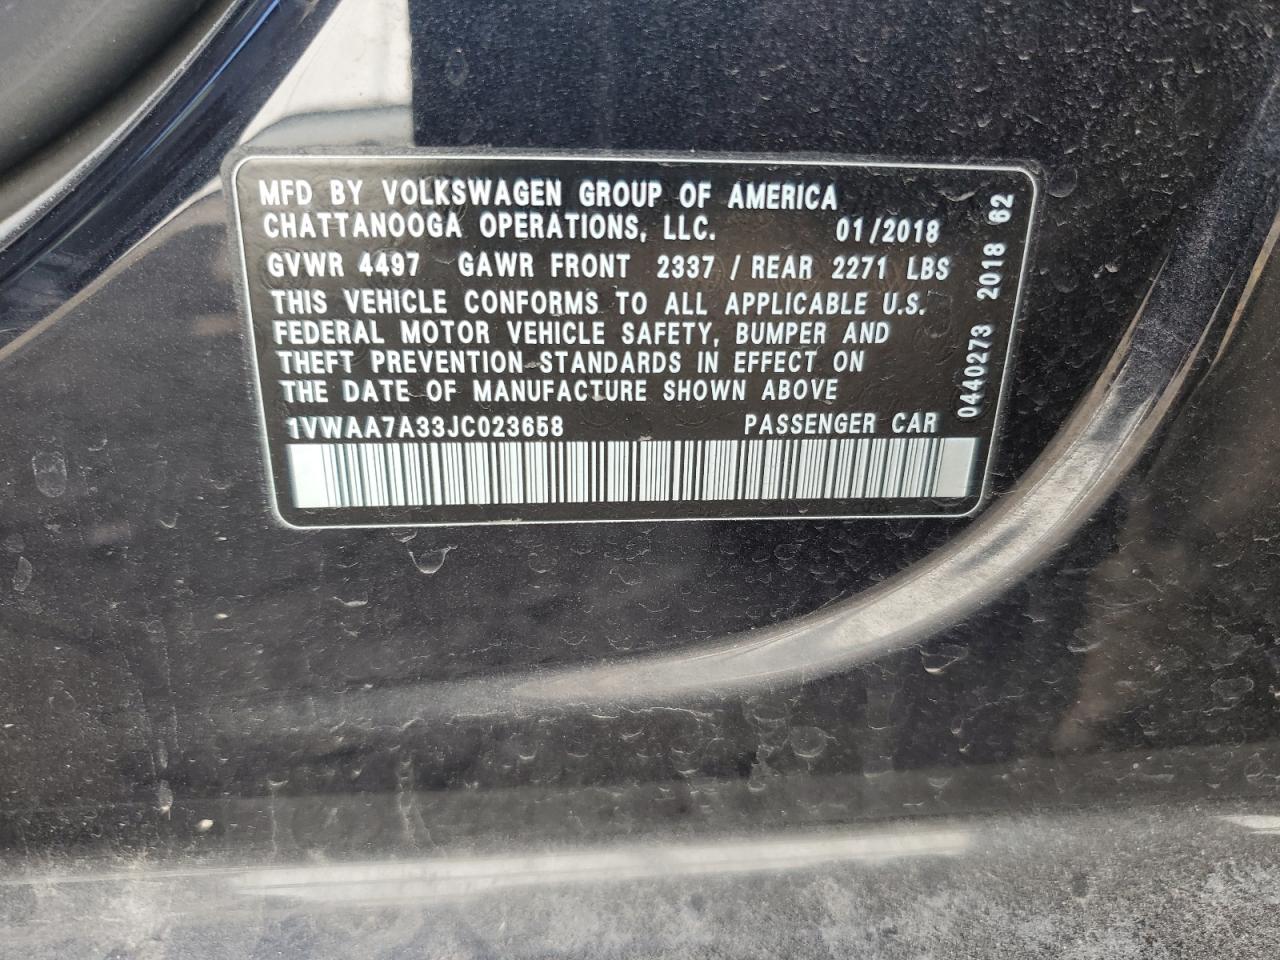 MFD BY VOLKSWAGEN GROUP OF AMERICA
CHATTANOOGA OPERATIONS, LLC. 01/2018
GVWR 4497 GAWR FRONT 2337 / REAR 2271 LBS
THIS VEHICLE CONFORMS TO ALL APPLICABLE U.S.
FEDERAL MOTOR VEHICLE SAFETY, BUMPER AND
THEFT PREVENTION STANDARDS IN EFFECT ON
THE DATE OF MANUFACTURE SHOWN ABOVE
1VWAA7A33JC023658 PASSENGER CAR
0440273 2018 62